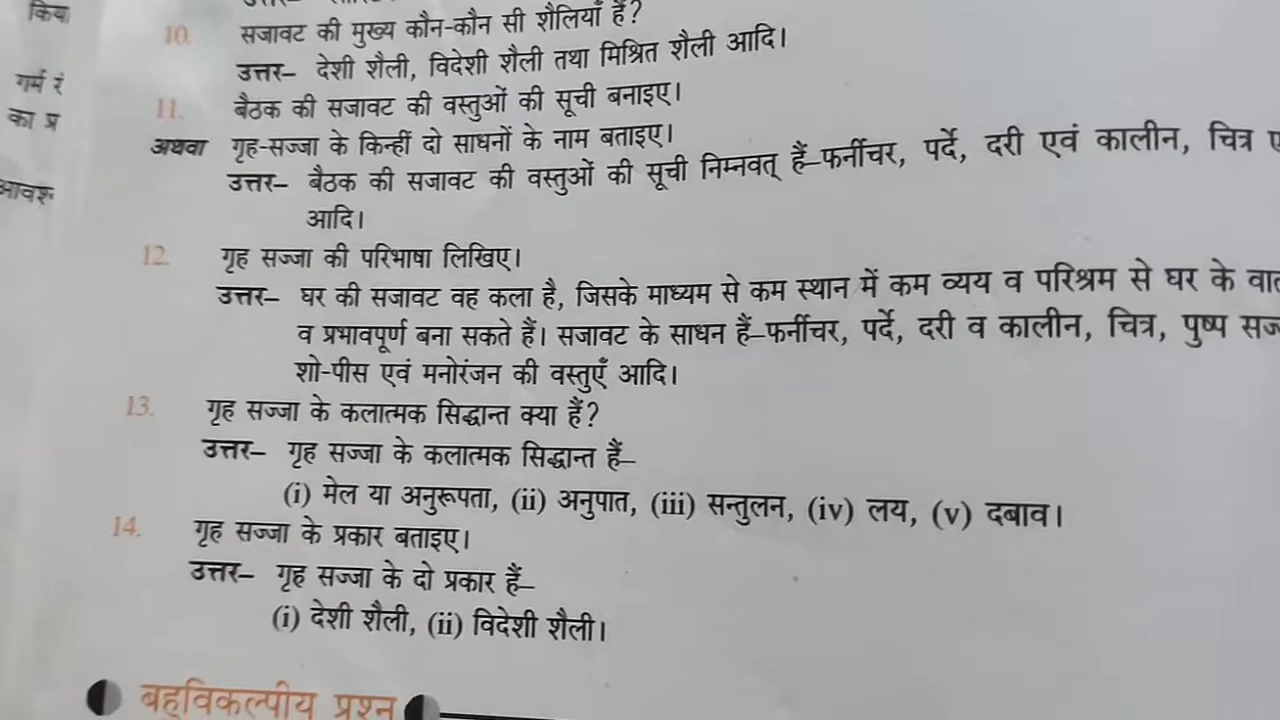 किया
गर्म
का
10. सजावट की मुख्य कौन-कौन सी शैलियाँ हैं?
उत्तर– देशी शैली, विदेशी शैली तथा मिश्रित शैली आदि।
11. बैठक की सजावट की वस्तुओं की सूची बनाइए।
अथवा गृह-सज्जा के किन्हीं दो साधनों के नाम बताइए।
उत्तर– बैठक की सजावट की वस्तुओं की सूची निम्नवत् हैं–फर्नीचर, पर्दे, दरी एवं कालीन, चित्र
आदि।
12. गृह सज्जा की परिभाषा लिखिए।
उत्तर– घर की सजावट वह कला है, जिसके माध्यम से कम स्थान में कम व्यय व परिश्रम से घर के
व प्रभावपूर्ण बना सकते हैं। सजावट के साधन हैं–फर्नीचर, पर्दे, दरी व कालीन, चित्र, पुष्प
शो-पीस एवं मनोरंजन की वस्तुएँ आदि।
13. गृह सज्जा के कलात्मक सिद्धान्त क्या हैं?
उत्तर– गृह सज्जा के कलात्मक सिद्धान्त हैं–
(i) मेल या अनुरूपता, (ii) अनुपात, (iii) सन्तुलन, (iv) लय, (v) दबाव।
14. गृह सज्जा के प्रकार बताइए।
उत्तर– गृह सज्जा के दो प्रकार हैं–
(i) देशी शैली, (ii) विदेशी शैली।
बहुविकल्पीय प्रश्न